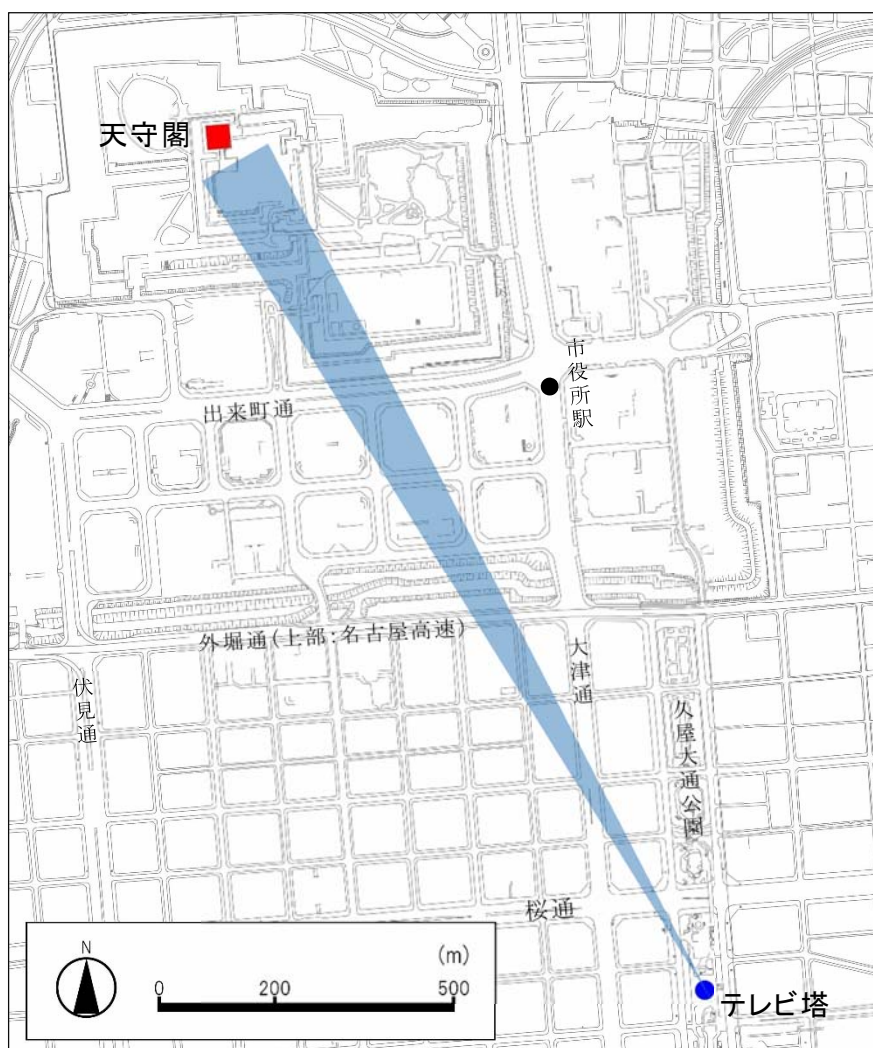 天守閣
市役所駅
出来町通
外堀通(上部:名古屋高速)
大津通
伏見通
久屋大通公園
桜通
N
(m)
0 200 500
テレビ塔